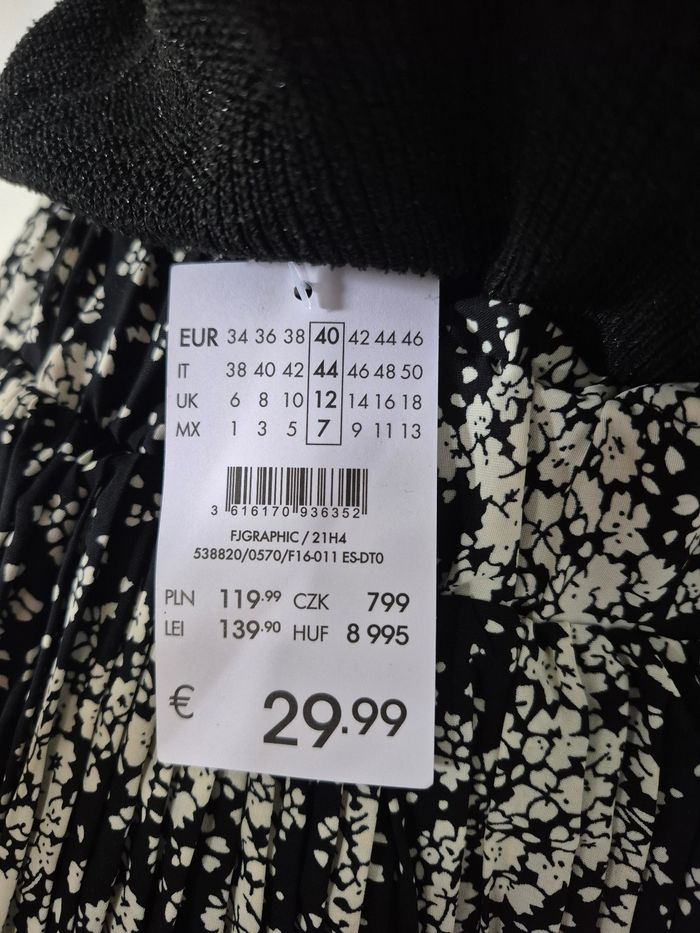 EUR 34 36 38 40 42 44 46
IT 38 40 42 44 46 48 50
UK 6 8 10 12 14 16 18
MX 1 3 5 7 9 11 13
3 616170 936352
FJGRAPHIC / 21H4
538820/0570/F16-011 ES-DT0
PLN 119.99 CZK 799
LEI 139.90 HUF 8 995
€ 29.99